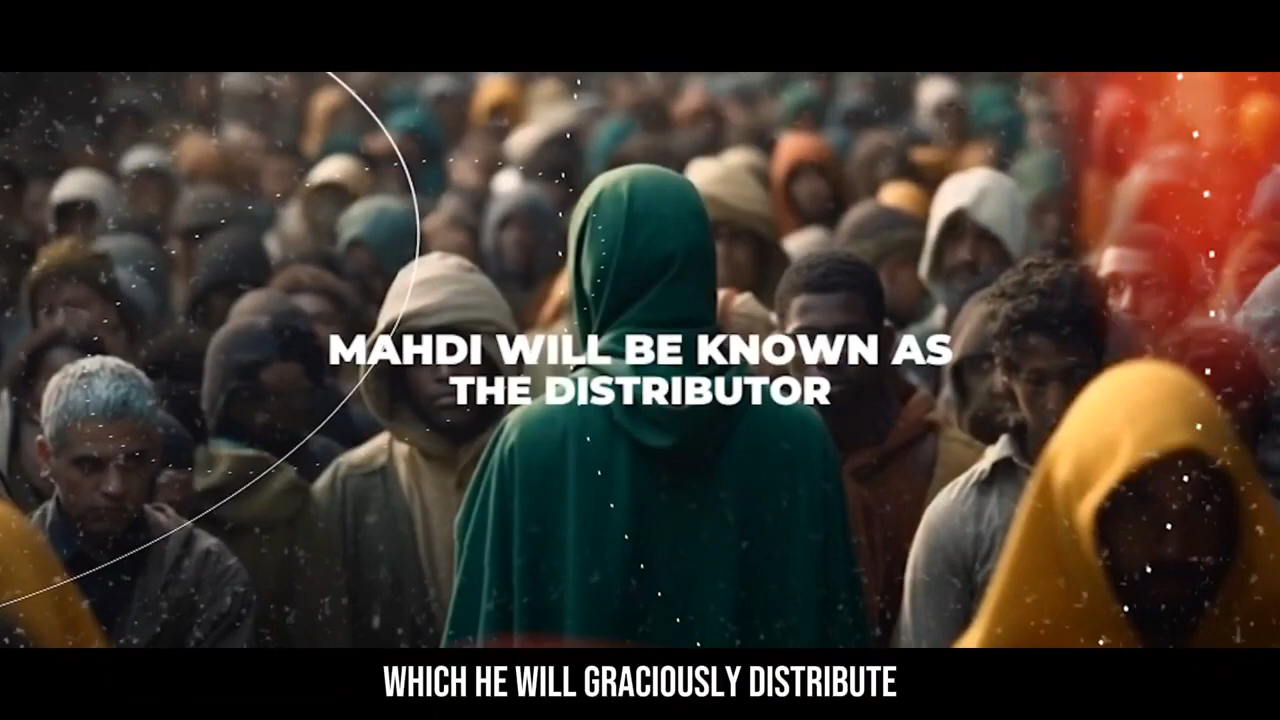 MAHDI WILL BE KNOWN AS
THE DISTRIBUTOR
WHICH HE WILL GRACIOUSLY DISTRIBUTE